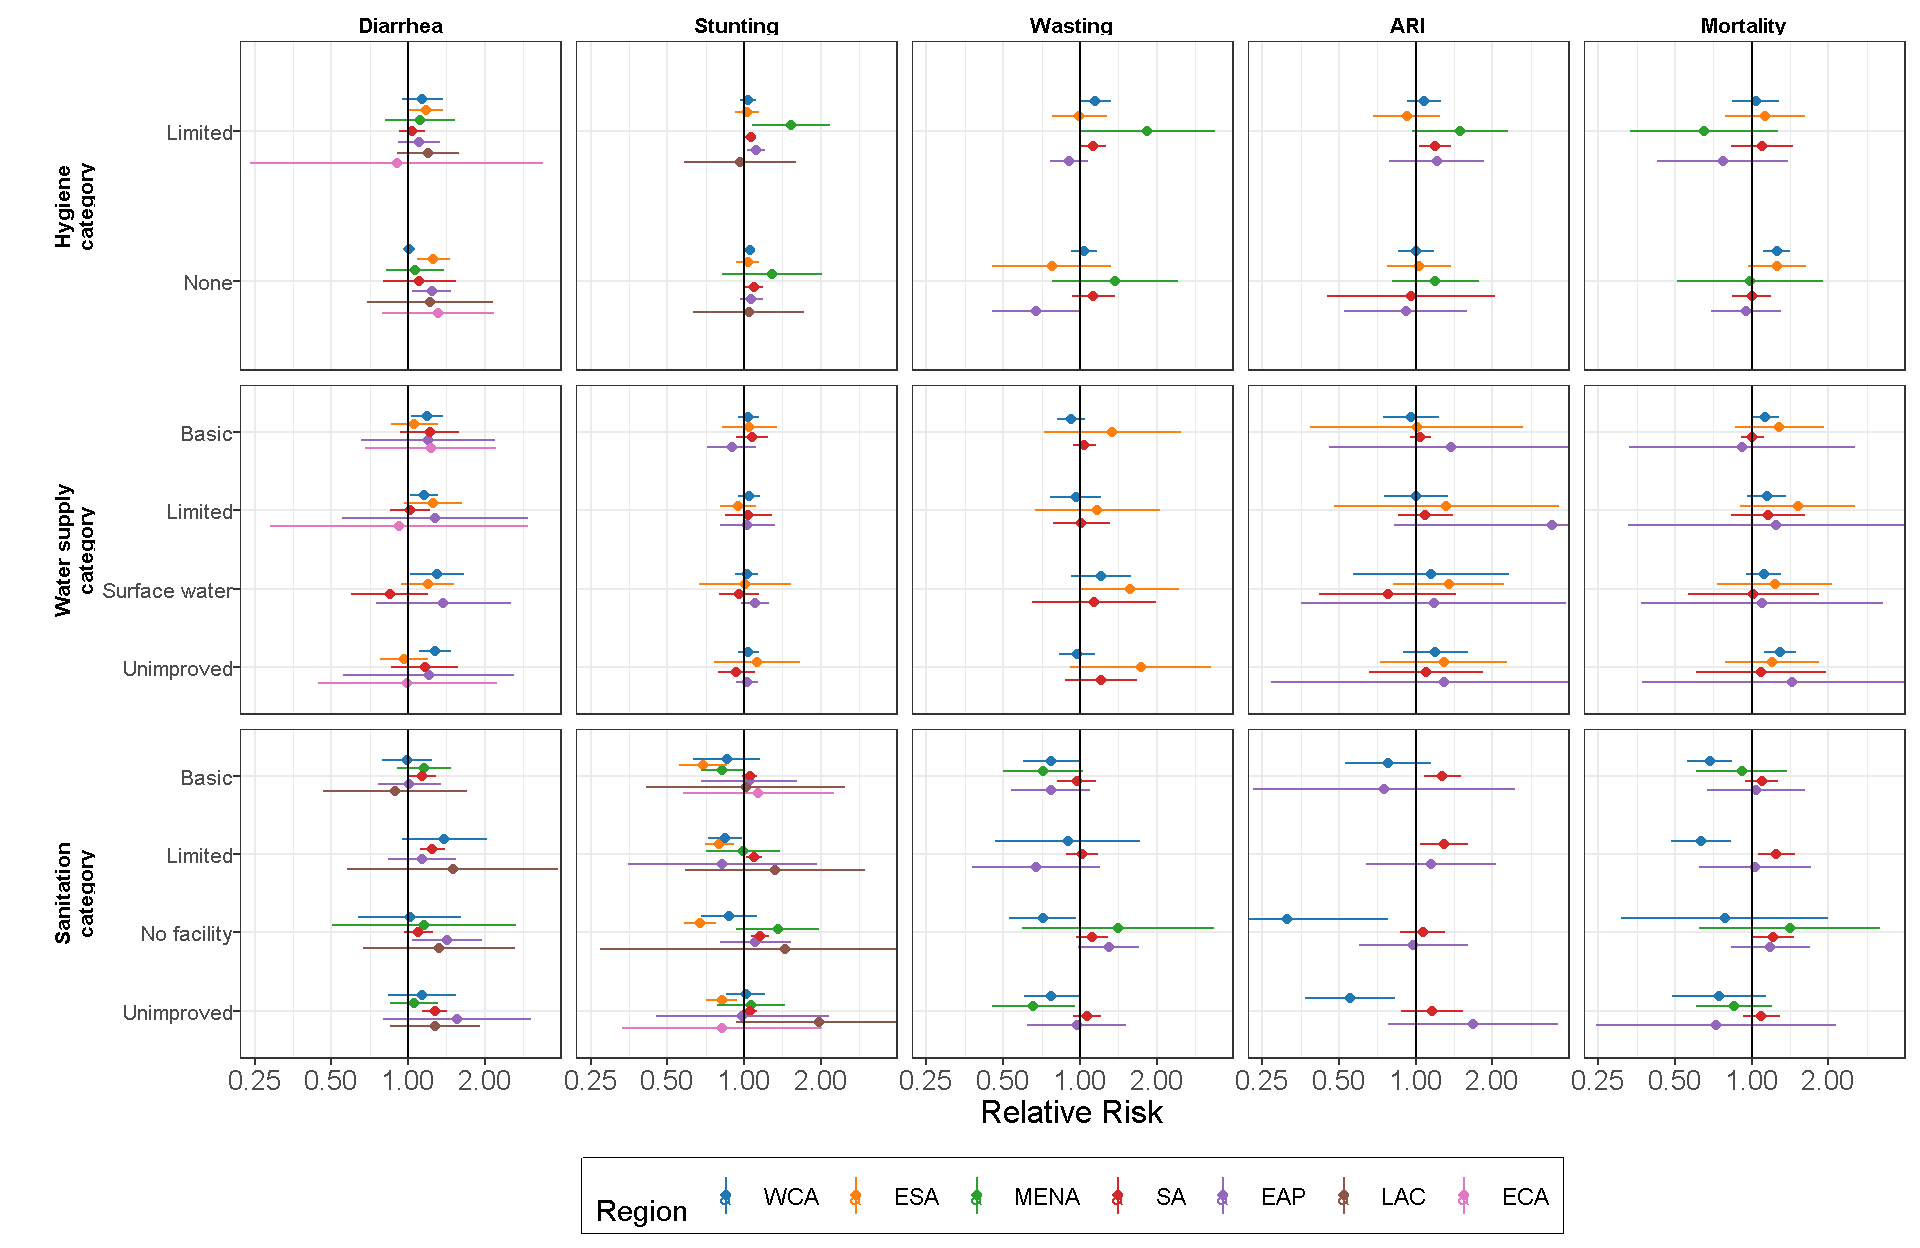 Diarrhea Stunting Wasting ARI Mortality
Hygiene
category
Limited
None
Water supply
category
Basic
Limited
Surface water
Unimproved
Sanitation
category
Basic
Limited
No facility
Unimproved
0.25 0.50 1.00 2.00 0.25 0.50 1.00 2.00 0.25 0.50 1.00 2.00 0.25 0.50 1.00 2.00 0.25 0.50 1.00 2.00
Relative Risk
Region a WCA a ESA a MENA a SA a EAP a LAC a ECA